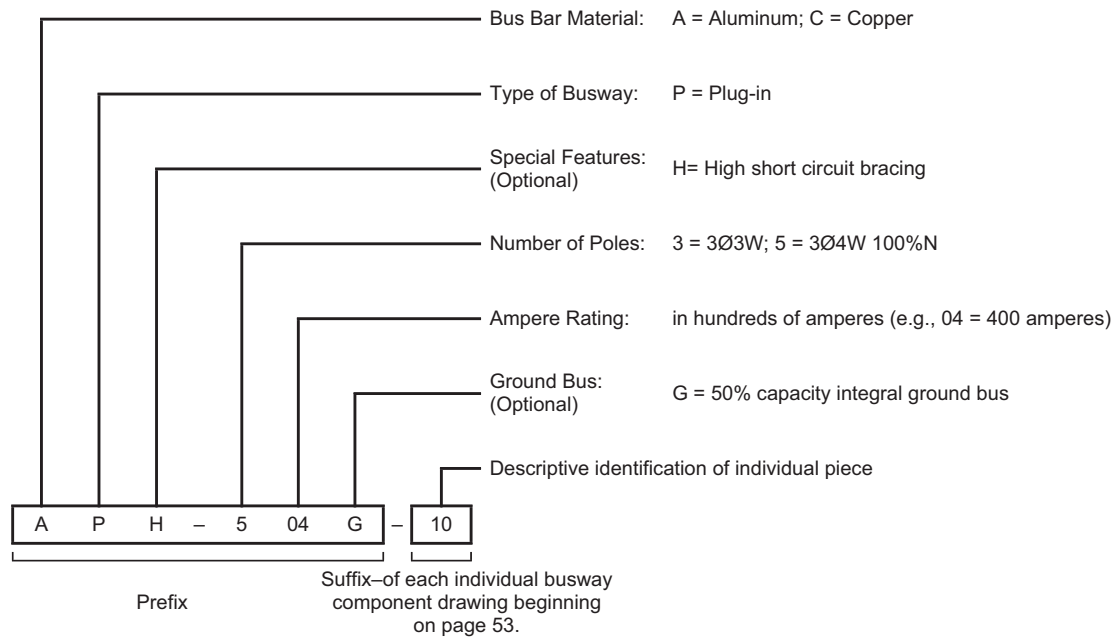 Bus Bar Material: A = Aluminum; C = Copper
Type of Busway: P = Plug-in
Special Features: H= High short circuit bracing
(Optional)
Number of Poles: 3 = 3Ø3W; 5 = 3Ø4W 100%N
Ampere Rating: in hundreds of amperes (e.g., 04 = 400 amperes)
Ground Bus: G = 50% capacity integral ground bus
(Optional)
Descriptive identification of individual piece
A P H – 5 04 G – 10
Prefix
Suffix–of each individual busway
component drawing beginning
on page 53.